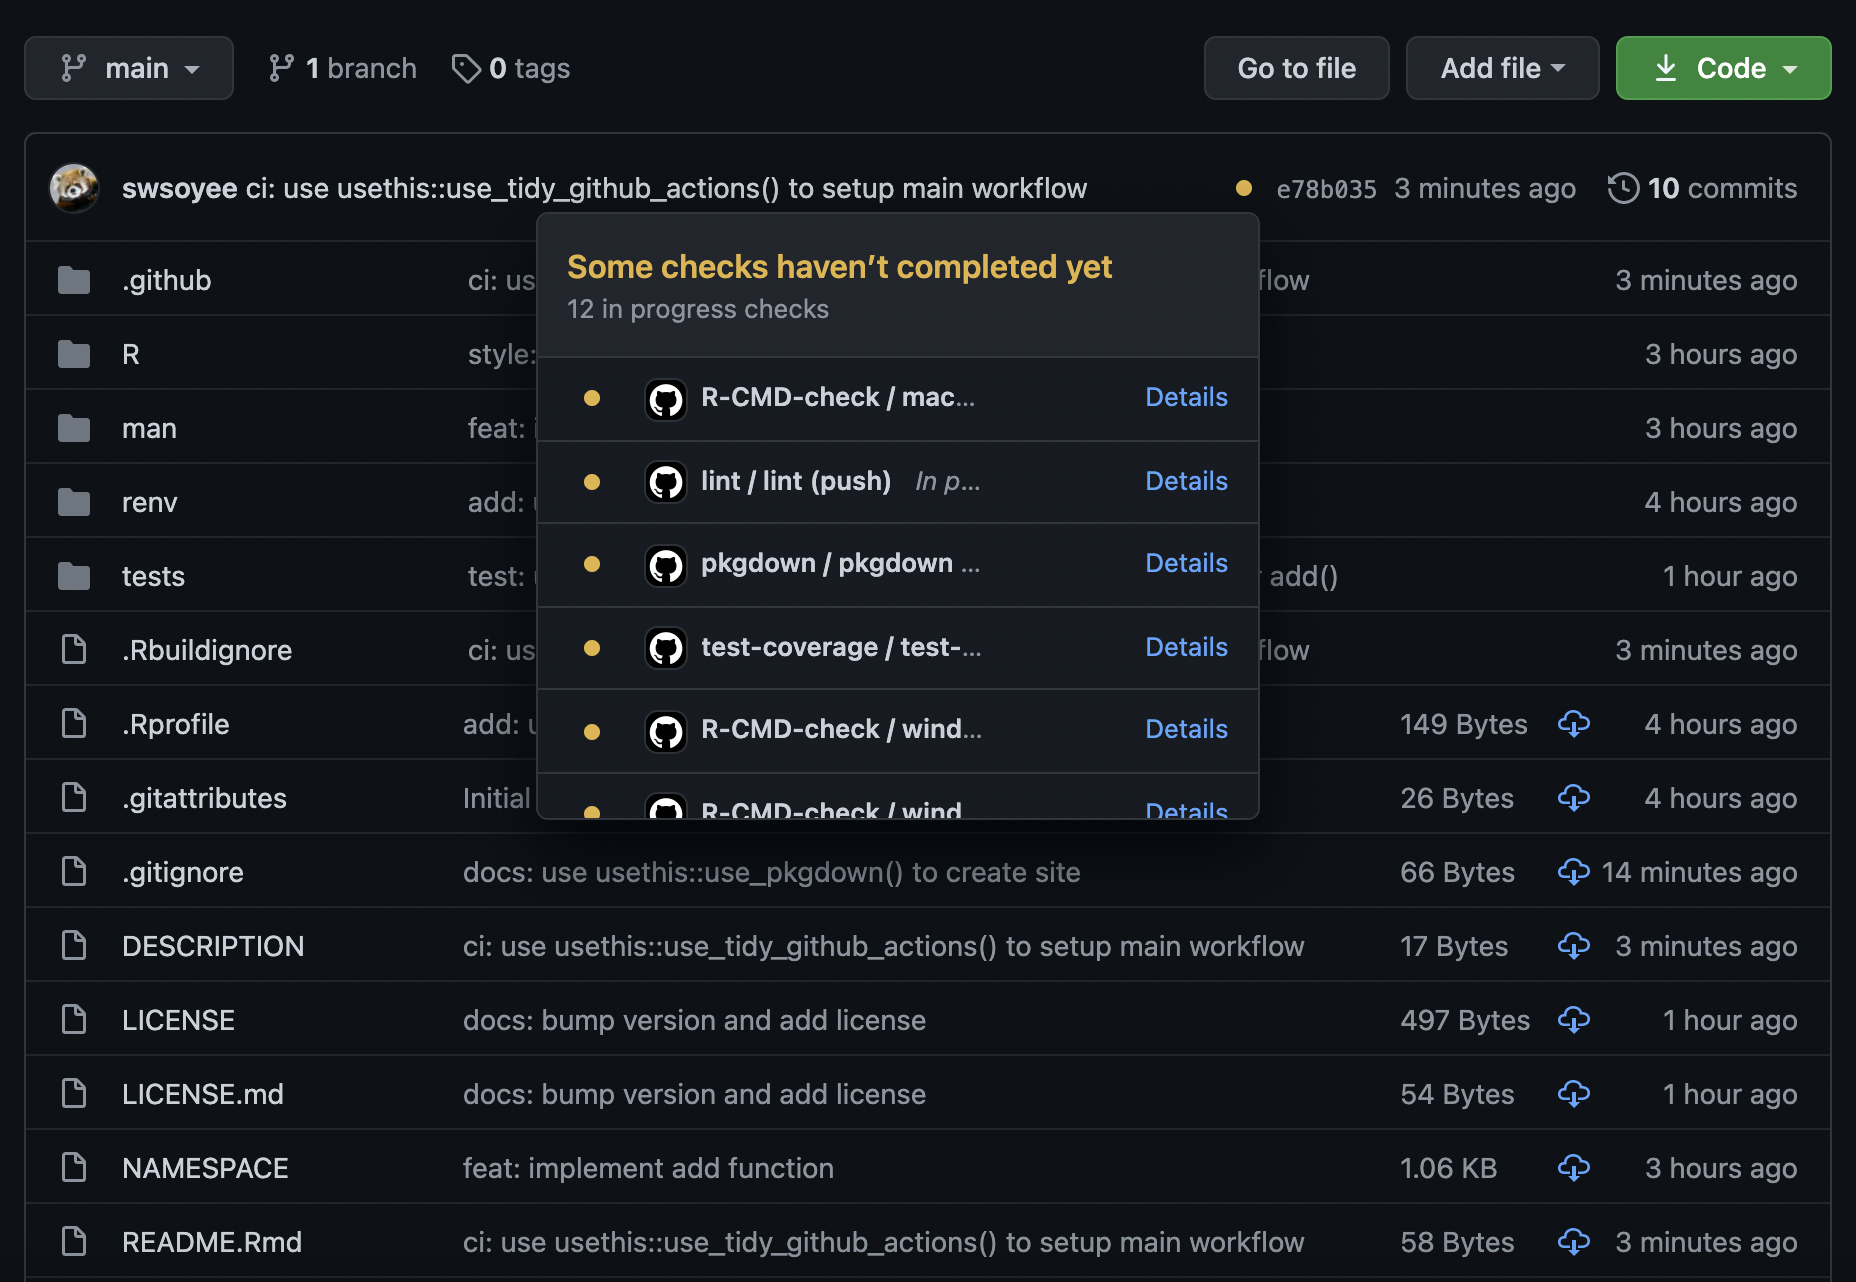 main 1 branch 0 tags Go to file Add file Code
swsoyee ci: use usethis::use_tidy_github_actions() to setup main workflow e78b035 3 minutes ago 10 commits
Some checks haven’t completed yet
12 in progress checks
R-CMD-check / mac... Details
lint / lint (push) In p... Details
pkgdown / pkgdown ... Details
test-coverage / test-... Details
R-CMD-check / wind... Details
R-CMD-check / wind Details
.github ci: us flow 3 minutes ago
R style: 3 hours ago
man feat: 3 hours ago
renv add: 4 hours ago
tests test: add() 1 hour ago
.Rbuildignore ci: us flow 3 minutes ago
.Rprofile add: 149 Bytes 4 hours ago
.gitattributes Initial 26 Bytes 4 hours ago
.gitignore docs: use usethis::use_pkgdown() to create site 66 Bytes 14 minutes ago
DESCRIPTION ci: use usethis::use_tidy_github_actions() to setup main workflow 17 Bytes 3 minutes ago
LICENSE docs: bump version and add license 497 Bytes 1 hour ago
LICENSE.md docs: bump version and add license 54 Bytes 1 hour ago
NAMESPACE feat: implement add function 1.06 KB 3 hours ago
README.Rmd ci: use usethis::use_tidy_github_actions() to setup main workflow 58 Bytes 3 minutes ago